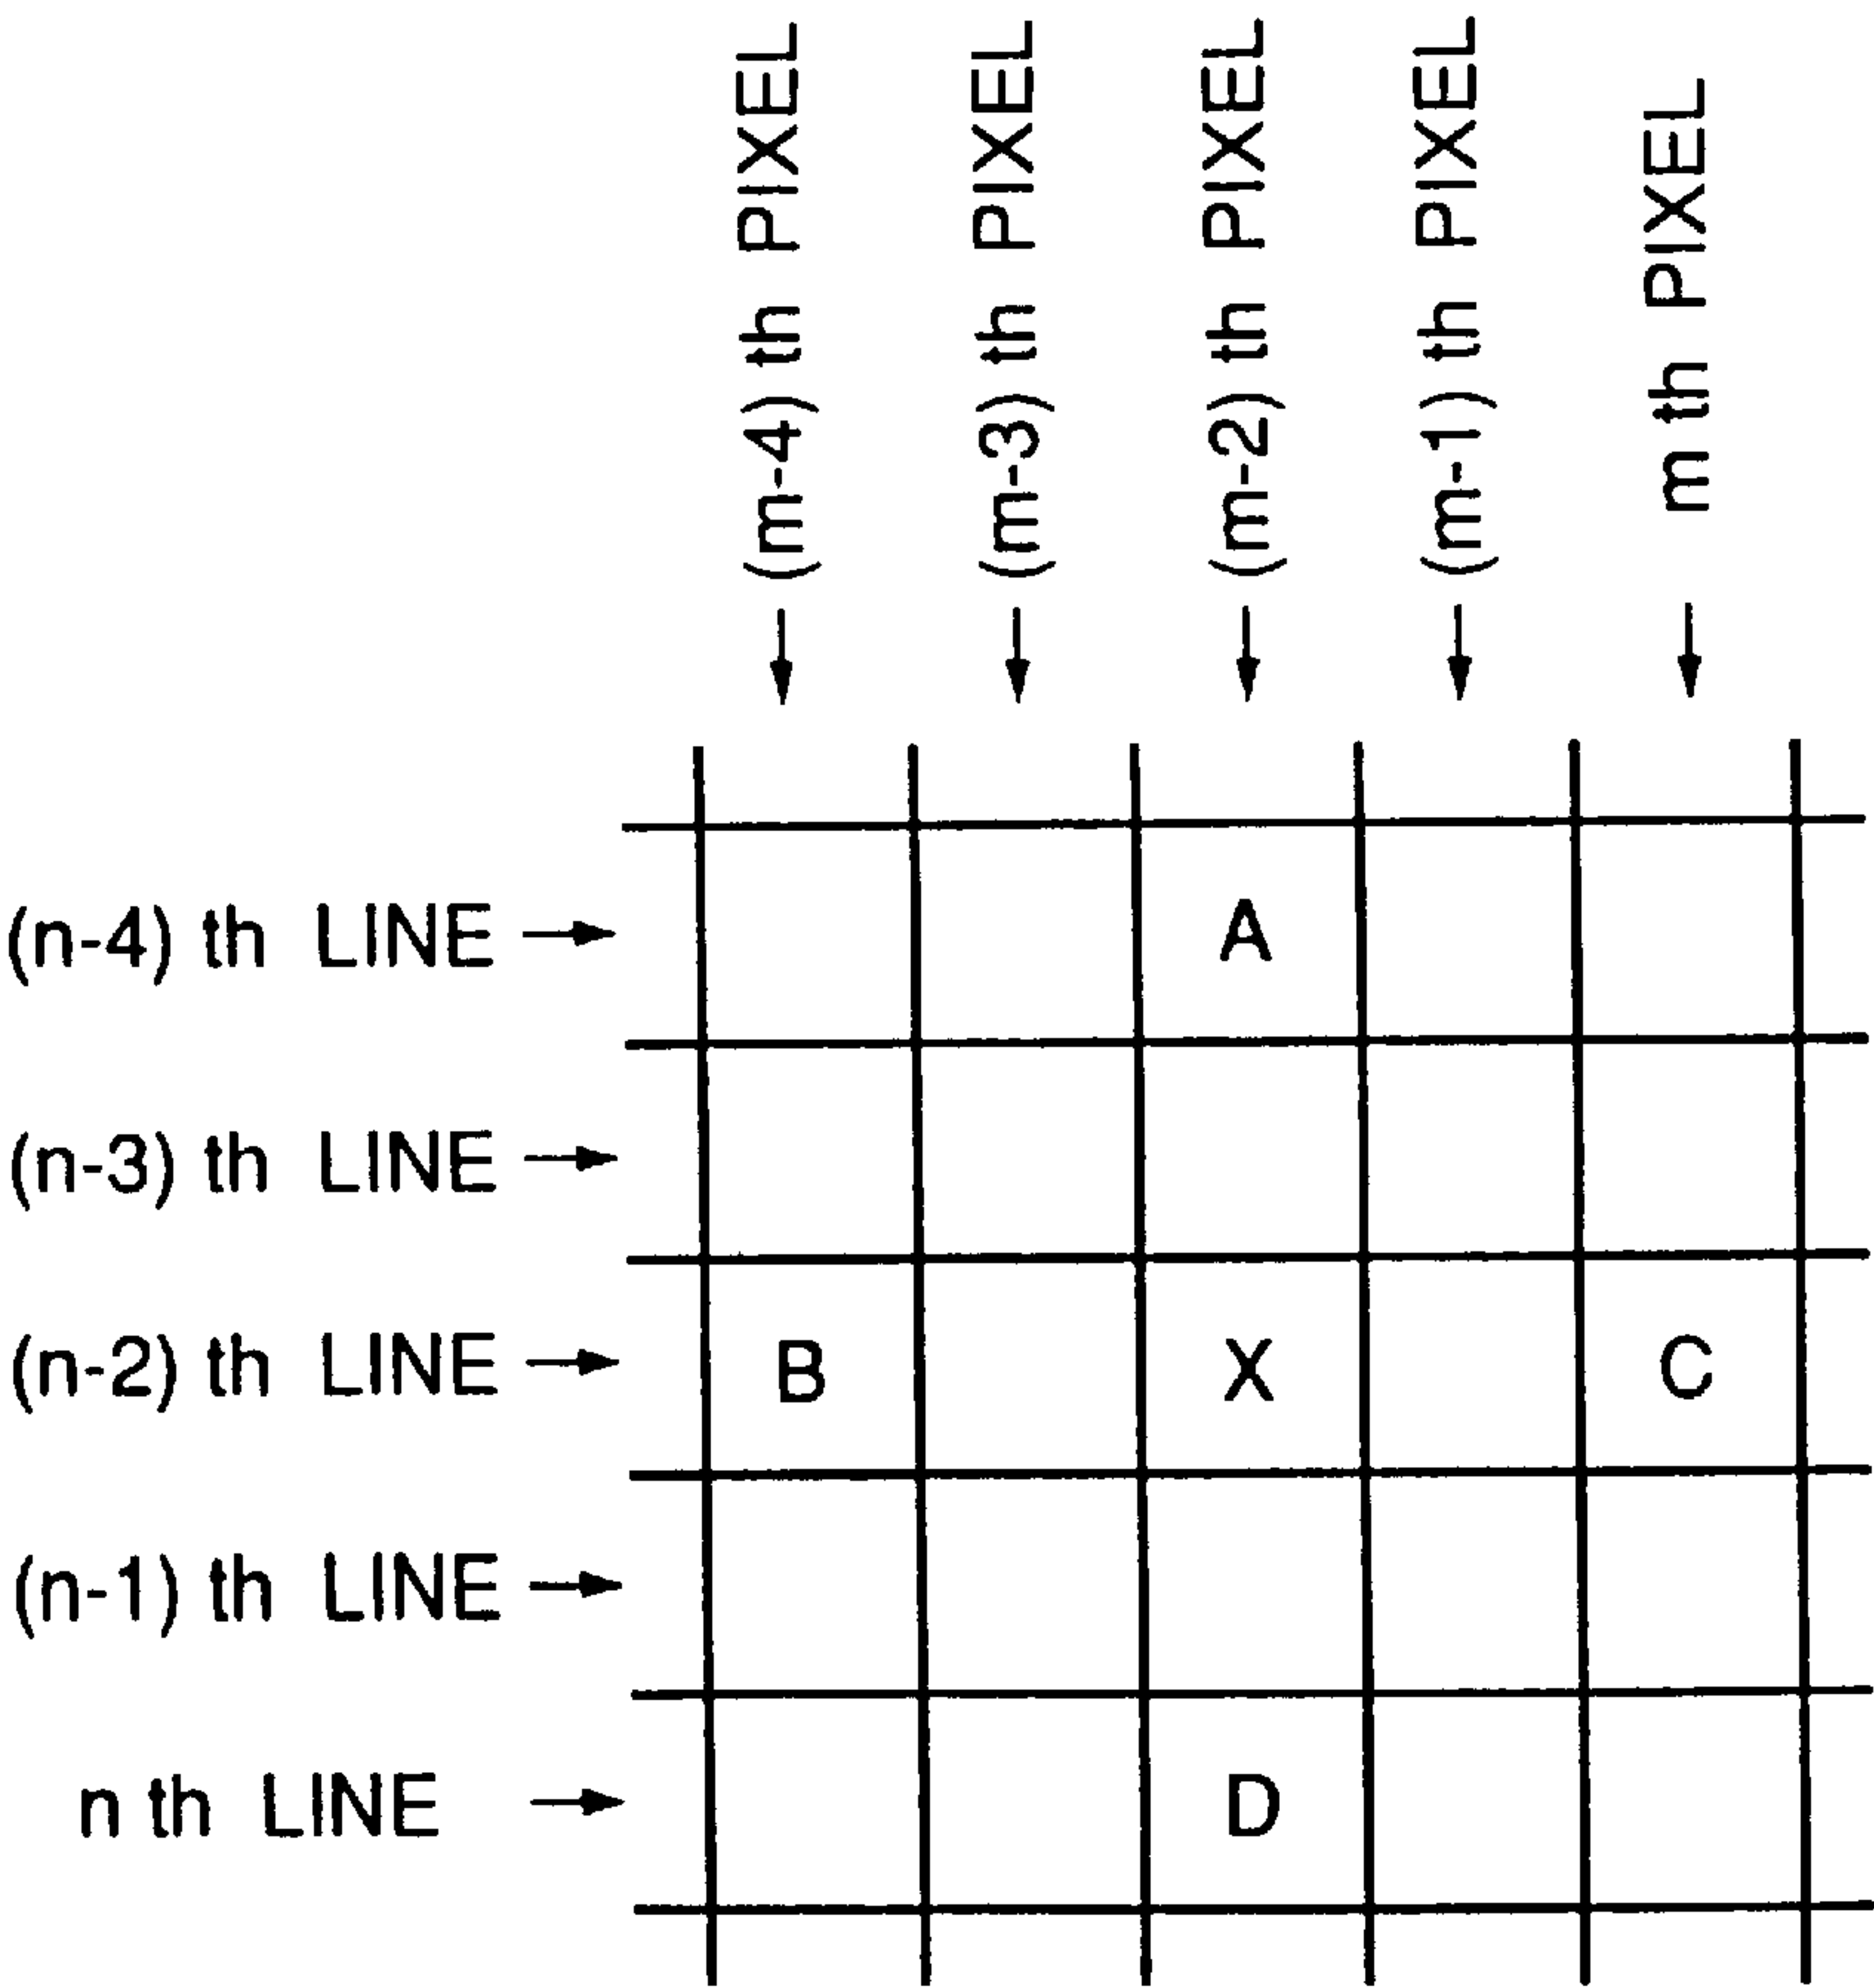 (m-4) th PIXEL
(m-3) th PIXEL
(m-2) th PIXEL
(m-1) th PIXEL
m th PIXEL
(n-4) th LINE
A
(n-3) th LINE
(n-2) th LINE
B X C
(n-1) th LINE
n th LINE
D